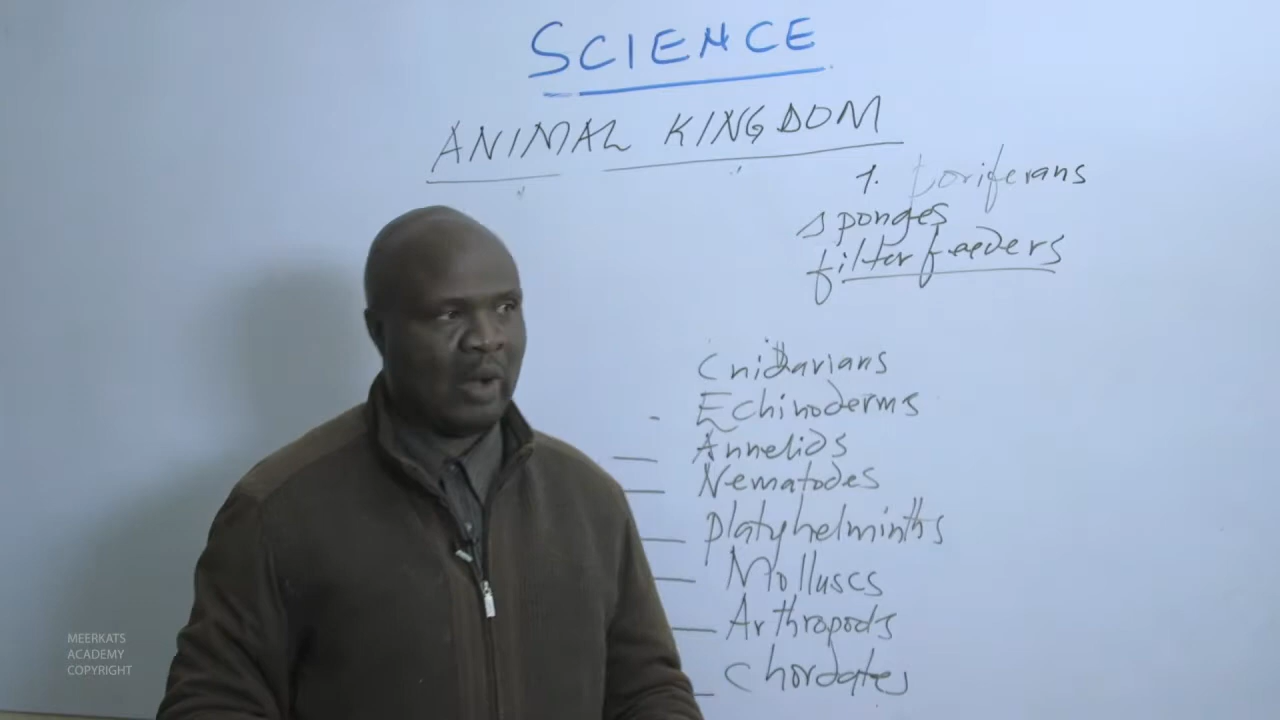 SCIENCE
ANIMAL KINGDOM
1. Poriferans
sponges
filter feeders
Cnidarians
- Echinoderms
— Annelids
— Nematodes
— Platyhelminths
— Molluscs
— Arthropods
— Chordates
MEERKATS
ACADEMY
COPYRIGHT